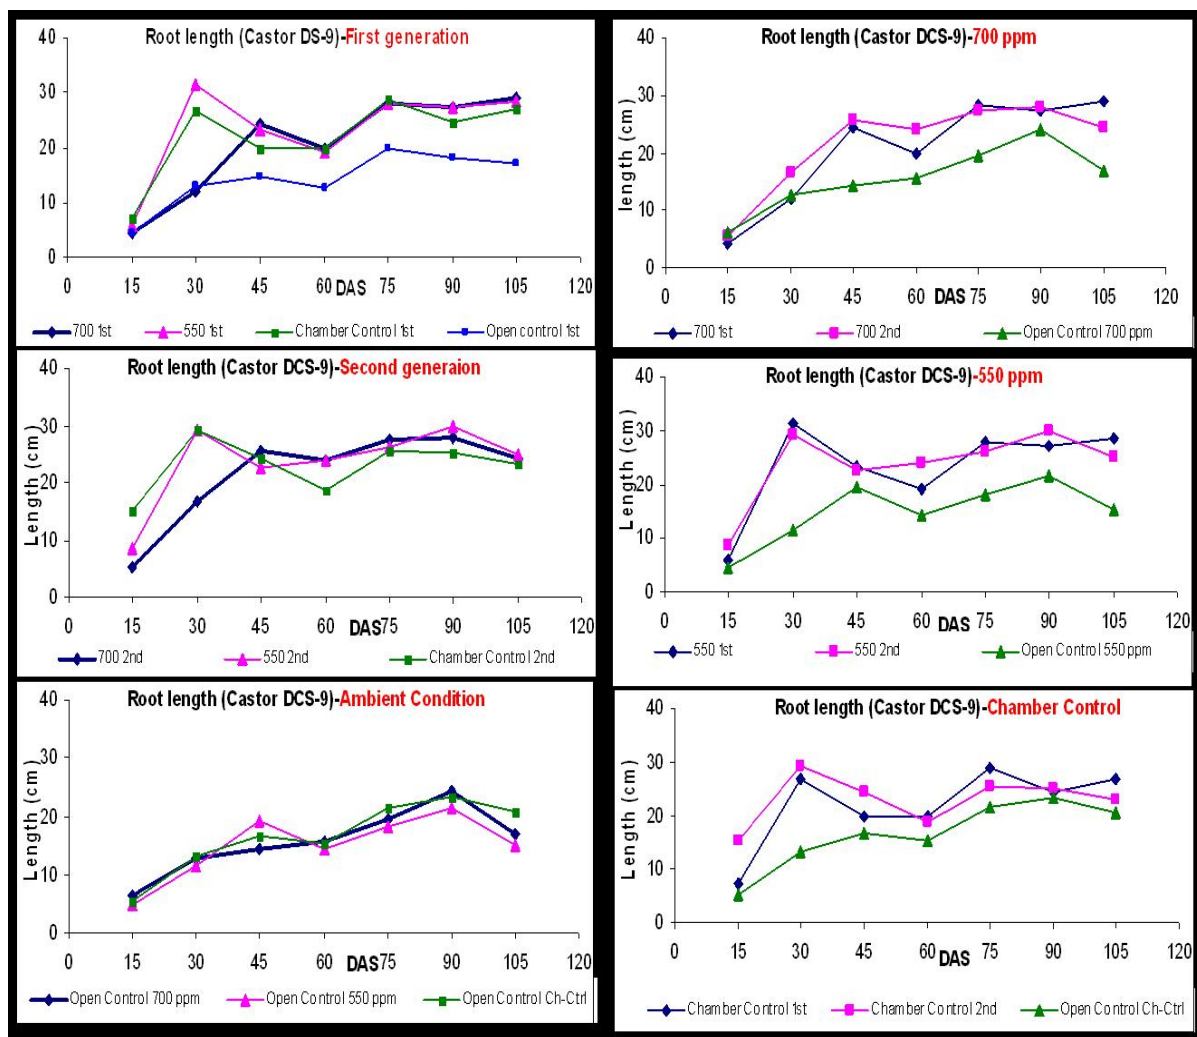 Root length (Castor DS-9)-First generation
40
30
20
10
0
0 15 30 45 60 DAS 75 90 105 120
700 1st 550 1st Chamber Control 1st Open control 1st
Root length (Castor DCS-9)-700 ppm
length (cm)
40
30
20
10
0
0 15 30 45 60 DAS 75 90 105 120
700 1st 700 2nd Open Control 700 ppm
Root length (Castor DCS-9)-Second generaion
Length (cm)
40
30
20
10
0
0 15 30 45 60 DAS 75 90 105 120
700 2nd 550 2nd Chamber Control 2nd
Root length (Castor DCS-9)-550 ppm
Length (cm)
40
30
20
10
0
0 15 30 45 60 DAS 75 90 105 120
550 1st 550 2nd Open Control 550 ppm
Root length (Castor DCS-9)-Ambient Condition
Length (cm)
40
30
20
10
0
0 15 30 45 60 DAS 75 90 105 120
Open Control 700 ppm Open Control 550 ppm Open Control Ch-Ctrl
Root length (Castor DCS-9)-Chamber Control
Length (cm)
40
30
20
10
0
0 15 30 45 60 DAS 75 90 105 120
Chamber Control 1st Chamber Control 2nd Open Control Ch-Ctrl